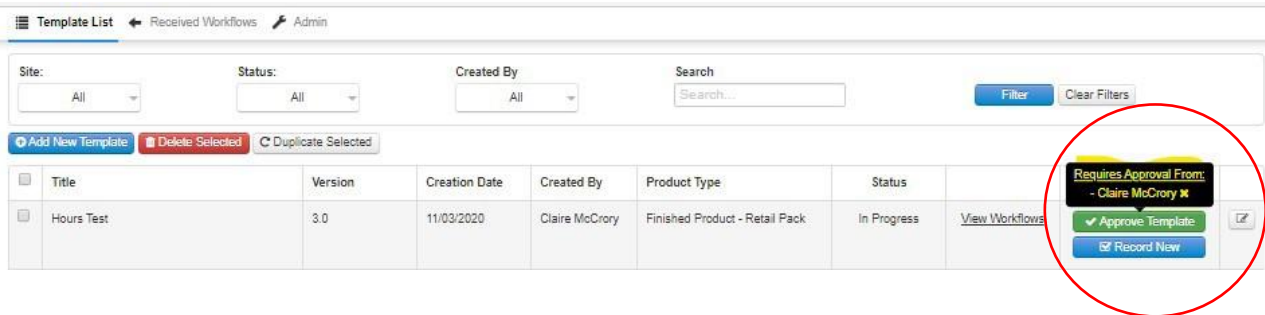 Template List Received Workflows Admin
Site: Status: Created By Search
All All All Search... Filter Clear Filters
Add New Template Delete Selected Duplicate Selected
Title Version Creation Date Created By Product Type Status
Requires Approval From:
- Claire McCrory ✖
Hours Test 3.0 11/03/2020 Claire McCrory Finished Product - Retail Pack In Progress View Workflows Approve Template
Record New